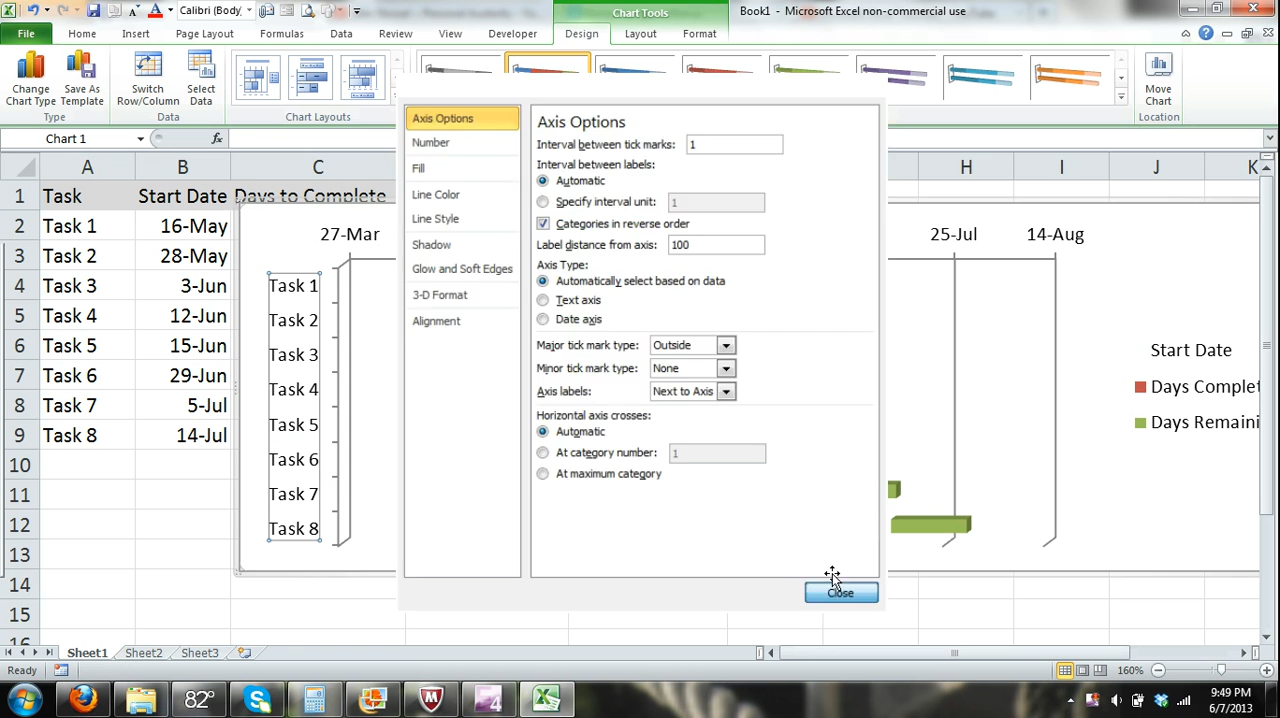 Calibri (Body)
Chart Tools
Book1 - Microsoft Excel non-commercial use
File Home Insert Page Layout Formulas Data Review View Developer Design Layout Format
Change Chart Type
Save As Template
Switch Row/Column
Select Data
Move Chart
Type Data Chart Layouts Location
Chart 1 fx
A B C H I J K
1 Task Start Date Days to Complete
2 Task 1 16-May
3 Task 2 28-May
4 Task 3 3-Jun
5 Task 4 12-Jun
6 Task 5 15-Jun
7 Task 6 29-Jun
8 Task 7 5-Jul
9 Task 8 14-Jul
10
11
12
13
14
15
16
27-Mar 25-Jul 14-Aug
Task 1
Task 2
Task 3
Task 4
Task 5
Task 6
Task 7
Task 8
Start Date
Days Complet
Days Remaini
Axis Options
Number
Fill
Line Color
Line Style
Shadow
Glow and Soft Edges
3-D Format
Alignment
Axis Options
Interval between tick marks: 1
Interval between labels:
Automatic
Specify interval unit: 1
Categories in reverse order
Label distance from axis: 100
Axis Type:
Automatically select based on data
Text axis
Date axis
Major tick mark type: Outside
Minor tick mark type: None
Axis labels: Next to Axis
Horizontal axis crosses:
Automatic
At category number: 1
At maximum category
Close
Sheet1 Sheet2 Sheet3
Ready 160%
82°
9:49 PM
6/7/2013